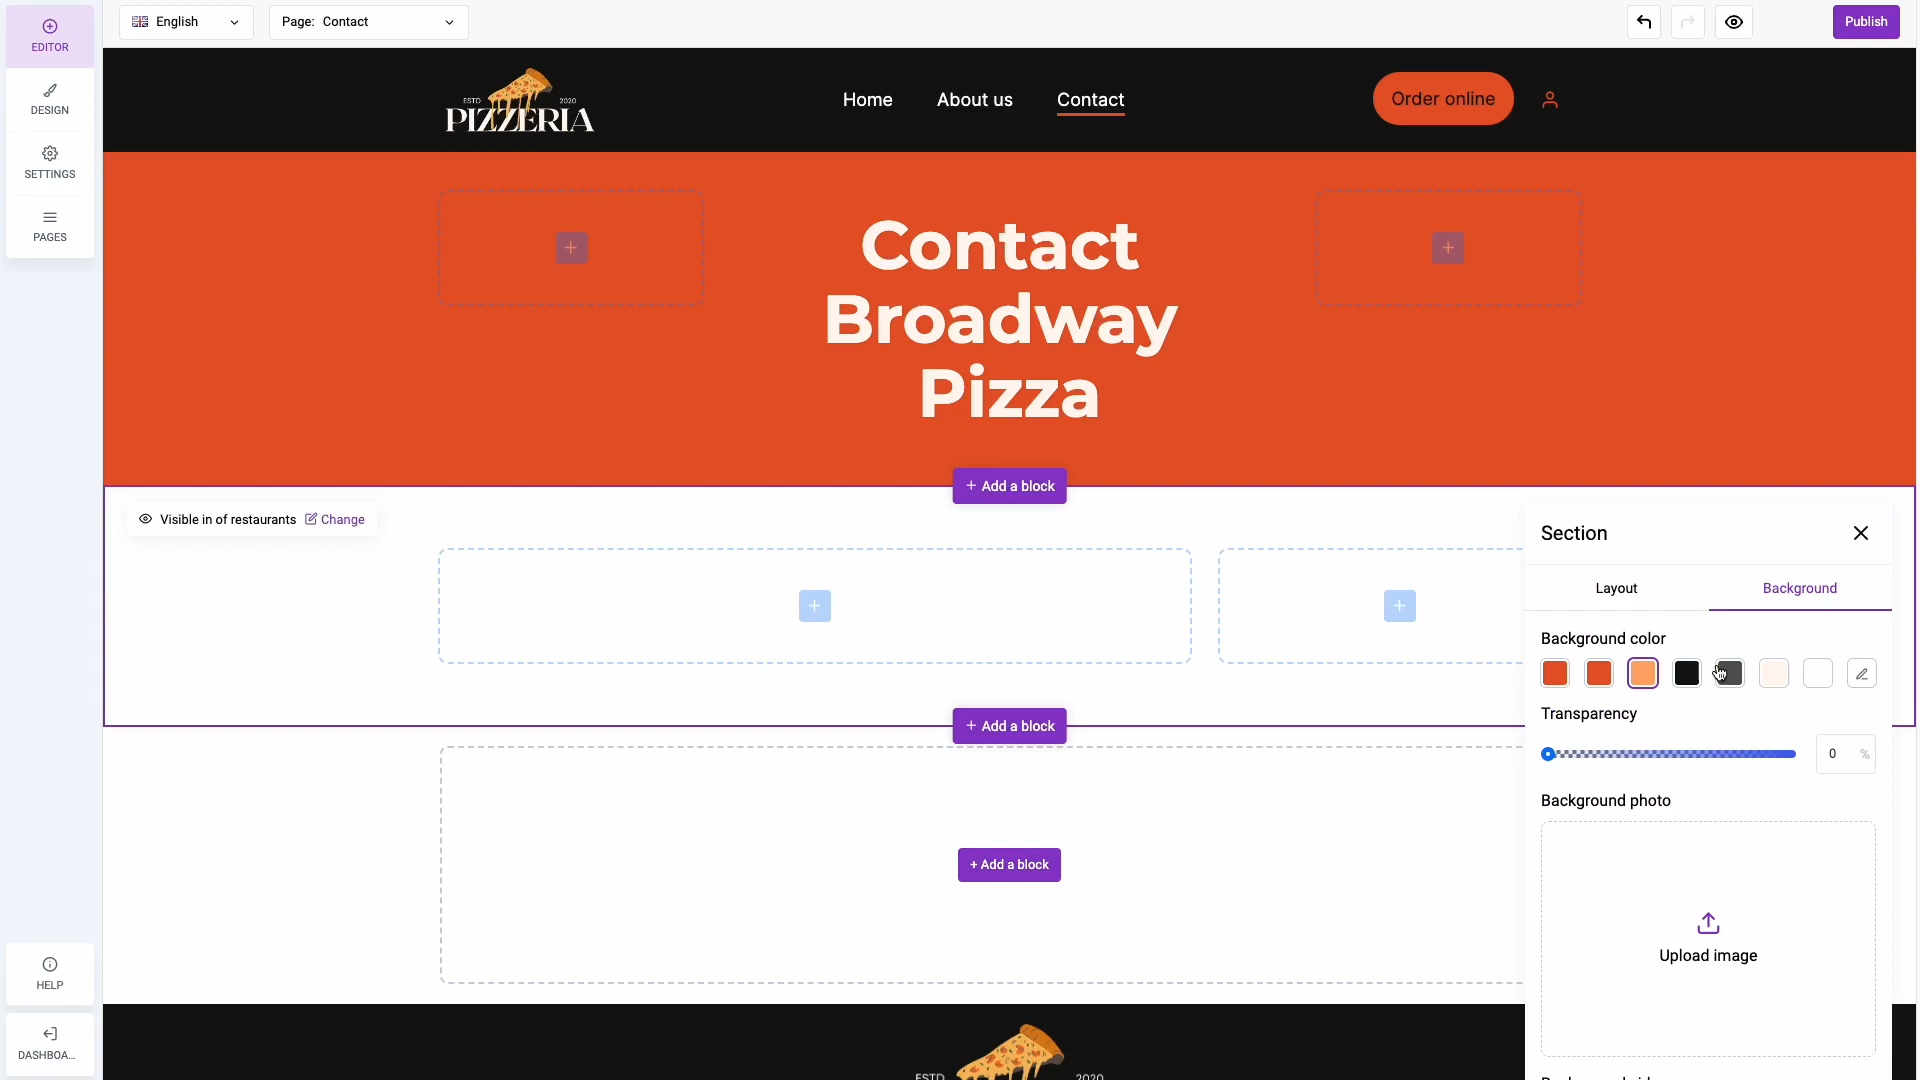 English
Page: Contact
Publish
EDITOR
DESIGN
SETTINGS
PAGES
ESTD 2020
PIZZERIA
Home
About us
Contact
Order online
Contact
Broadway
Pizza
+ Add a block
Visible in of restaurants Change
Section
Layout
Background
Background color
Transparency
0 %
+ Add a block
Background photo
+ Add a block
Upload image
HELP
DASHBOA...
ESTD 2020